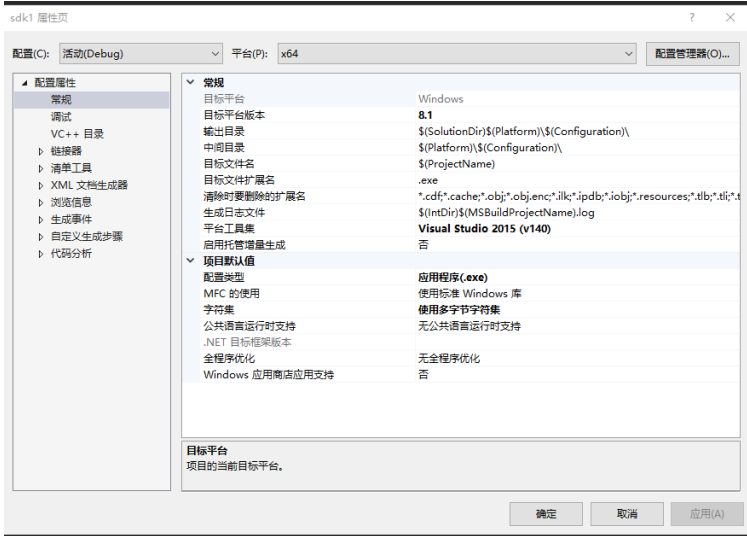 sdk1 属性页
配置(C): 活动(Debug) 平台(P): x64 配置管理器(O)...
配置属性
常规
调试
VC++ 目录
链接器
清单工具
XML 文档生成器
浏览信息
生成事件
自定义生成步骤
代码分析
常规
目标平台 Windows
目标平台版本 8.1
输出目录 $(SolutionDir)$(Platform)\$(Configuration)\
中间目录 $(Platform)\$(Configuration)\
目标文件名 $(ProjectName)
目标文件扩展名 .exe
清除时要删除的扩展名 *.cdf;*.cache;*.obj;*.obj.enc;*.ilk;*.ipdb;*.iobj;*.resources;*.tlb;*.tli;*.t
生成日志文件 $(IntDir)$(MSBuildProjectName).log
平台工具集 Visual Studio 2015 (v140)
启用托管增量生成 否
项目默认值
配置类型 应用程序(.exe)
MFC 的使用 使用标准 Windows 库
字符集 使用多字节字符集
公共语言运行时支持 无公共语言运行时支持
.NET 目标框架版本
全程序优化 无全程序优化
Windows 应用商店应用支持 否
目标平台
项目的当前目标平台。
确定 取消 应用(A)